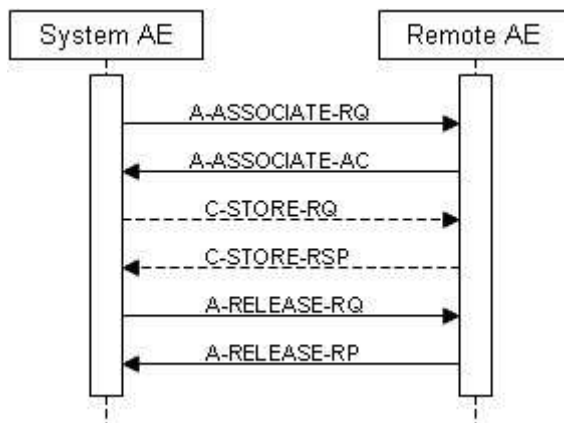 System AE
Remote AE
A-ASSOCIATE-RQ
A-ASSOCIATE-AC
C-STORE-RQ
C-STORE-RSP
A-RELEASE-RQ
A-RELEASE-RP